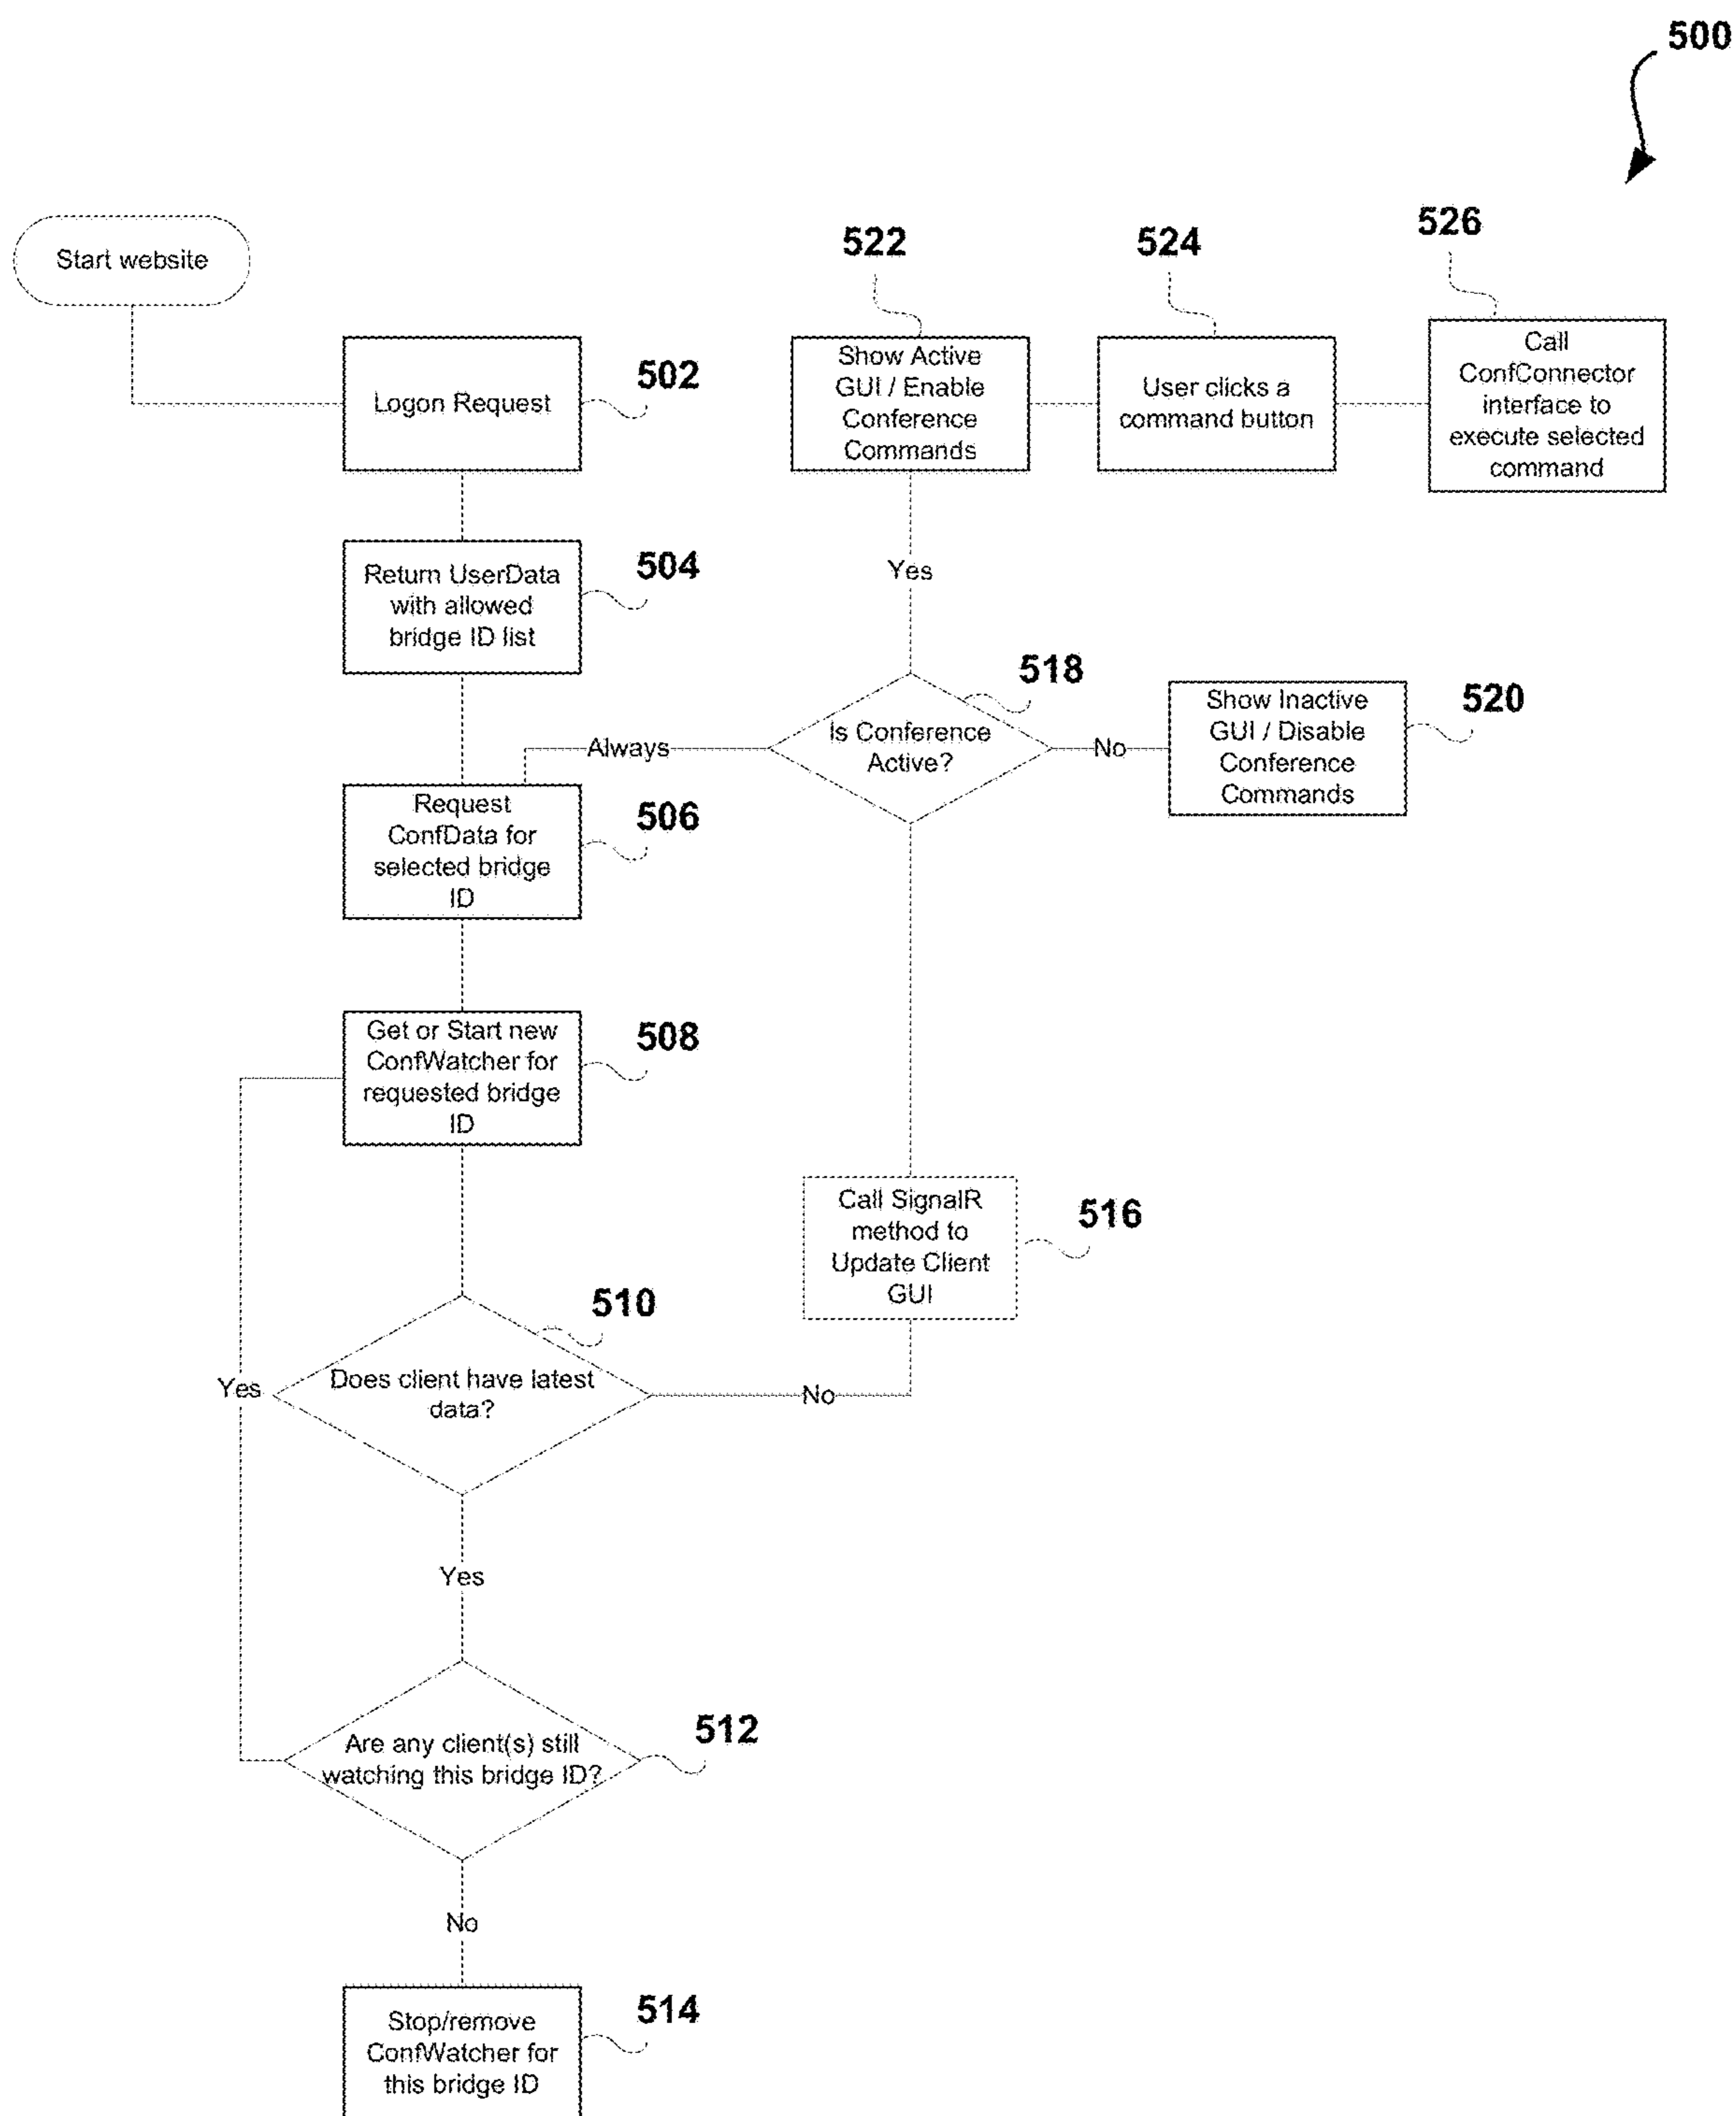 500
Start website
Logon Request
502
Return UserData
with allowed
bridge ID list
504
Request
ConfData for
selected bridge
ID
506
Get or Start new
ConfWatcher for
requested bridge
ID
508
Does client have latest
data?
510
Yes
No
Yes
Are any client(s) still
watching this bridge ID?
512
No
Stop/remove
ConfWatcher for
this bridge ID
514
Call SignalR
method to
Update Client
GUI
516
Is Conference
Active?
518
Always
No
Show Inactive
GUI / Disable
Conference
Commands
520
Yes
Show Active
GUI / Enable
Conference
Commands
522
User clicks a
command button
524
Call
ConfConnector
interface to
execute selected
command
526